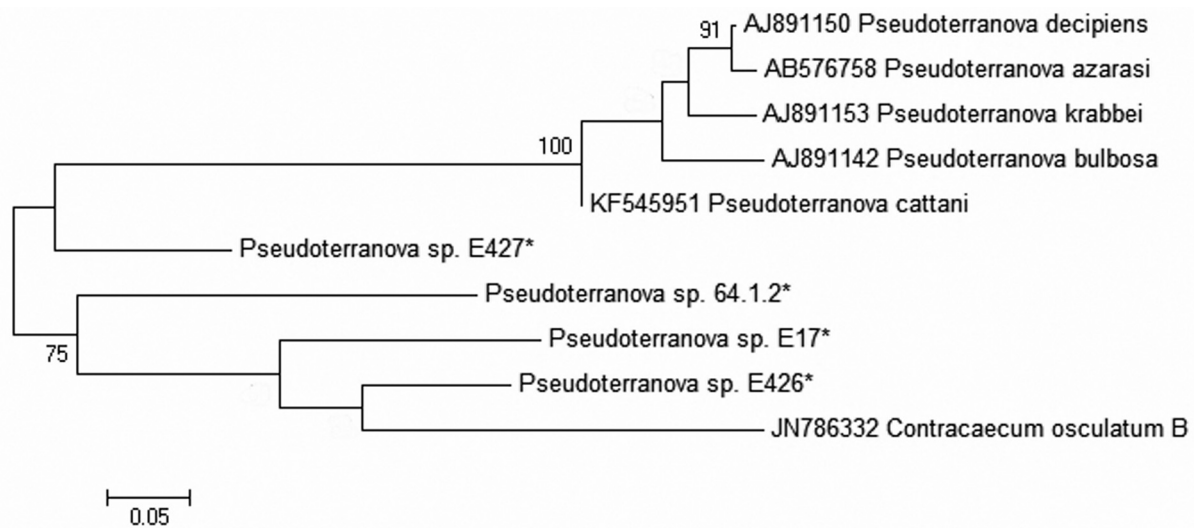 91
AJ891150 Pseudoterranova decipiens
AB576758 Pseudoterranova azarasi
AJ891153 Pseudoterranova krabbei
100
AJ891142 Pseudoterranova bulbosa
KF545951 Pseudoterranova cattani
Pseudoterranova sp. E427*
Pseudoterranova sp. 64.1.2*
75
Pseudoterranova sp. E17*
Pseudoterranova sp. E426*
JN786332 Contracaecum osculatum B
0.05